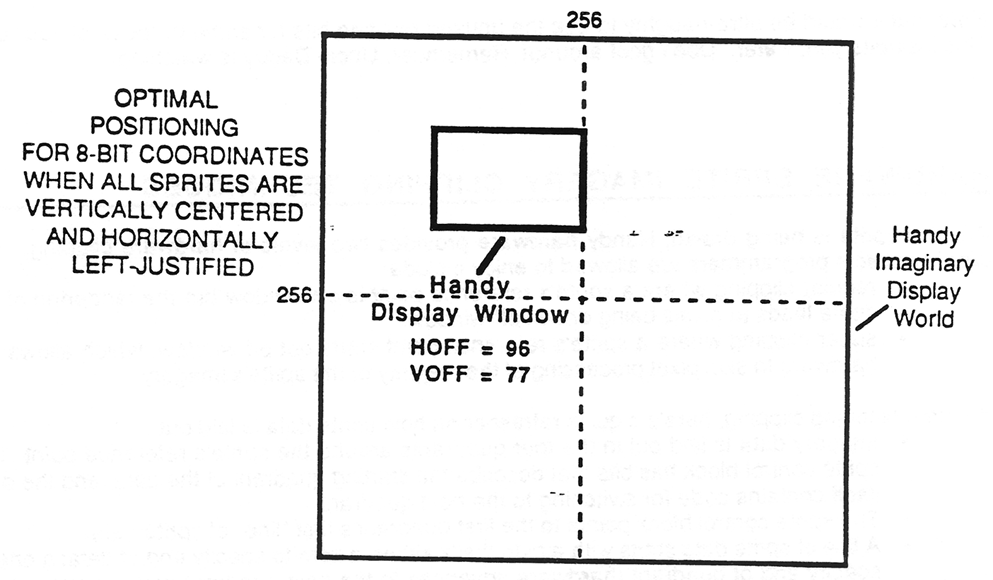 256
OPTIMAL
POSITIONING
FOR 8-BIT COORDINATES
WHEN ALL SPRITES ARE
VERTICALLY CENTERED
AND HORIZONTALLY
LEFT-JUSTIFIED
Handy
Display Window
HOFF = 96
VOFF = 77
256
Handy
Imaginary
Display
World